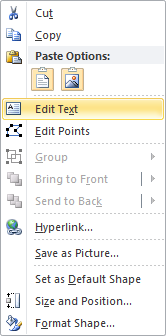 Cut
Copy
Paste Options:
Edit Text
Edit Points
Group
Bring to Front
Send to Back
Hyperlink...
Save as Picture...
Set as Default Shape
Size and Position...
Format Shape...